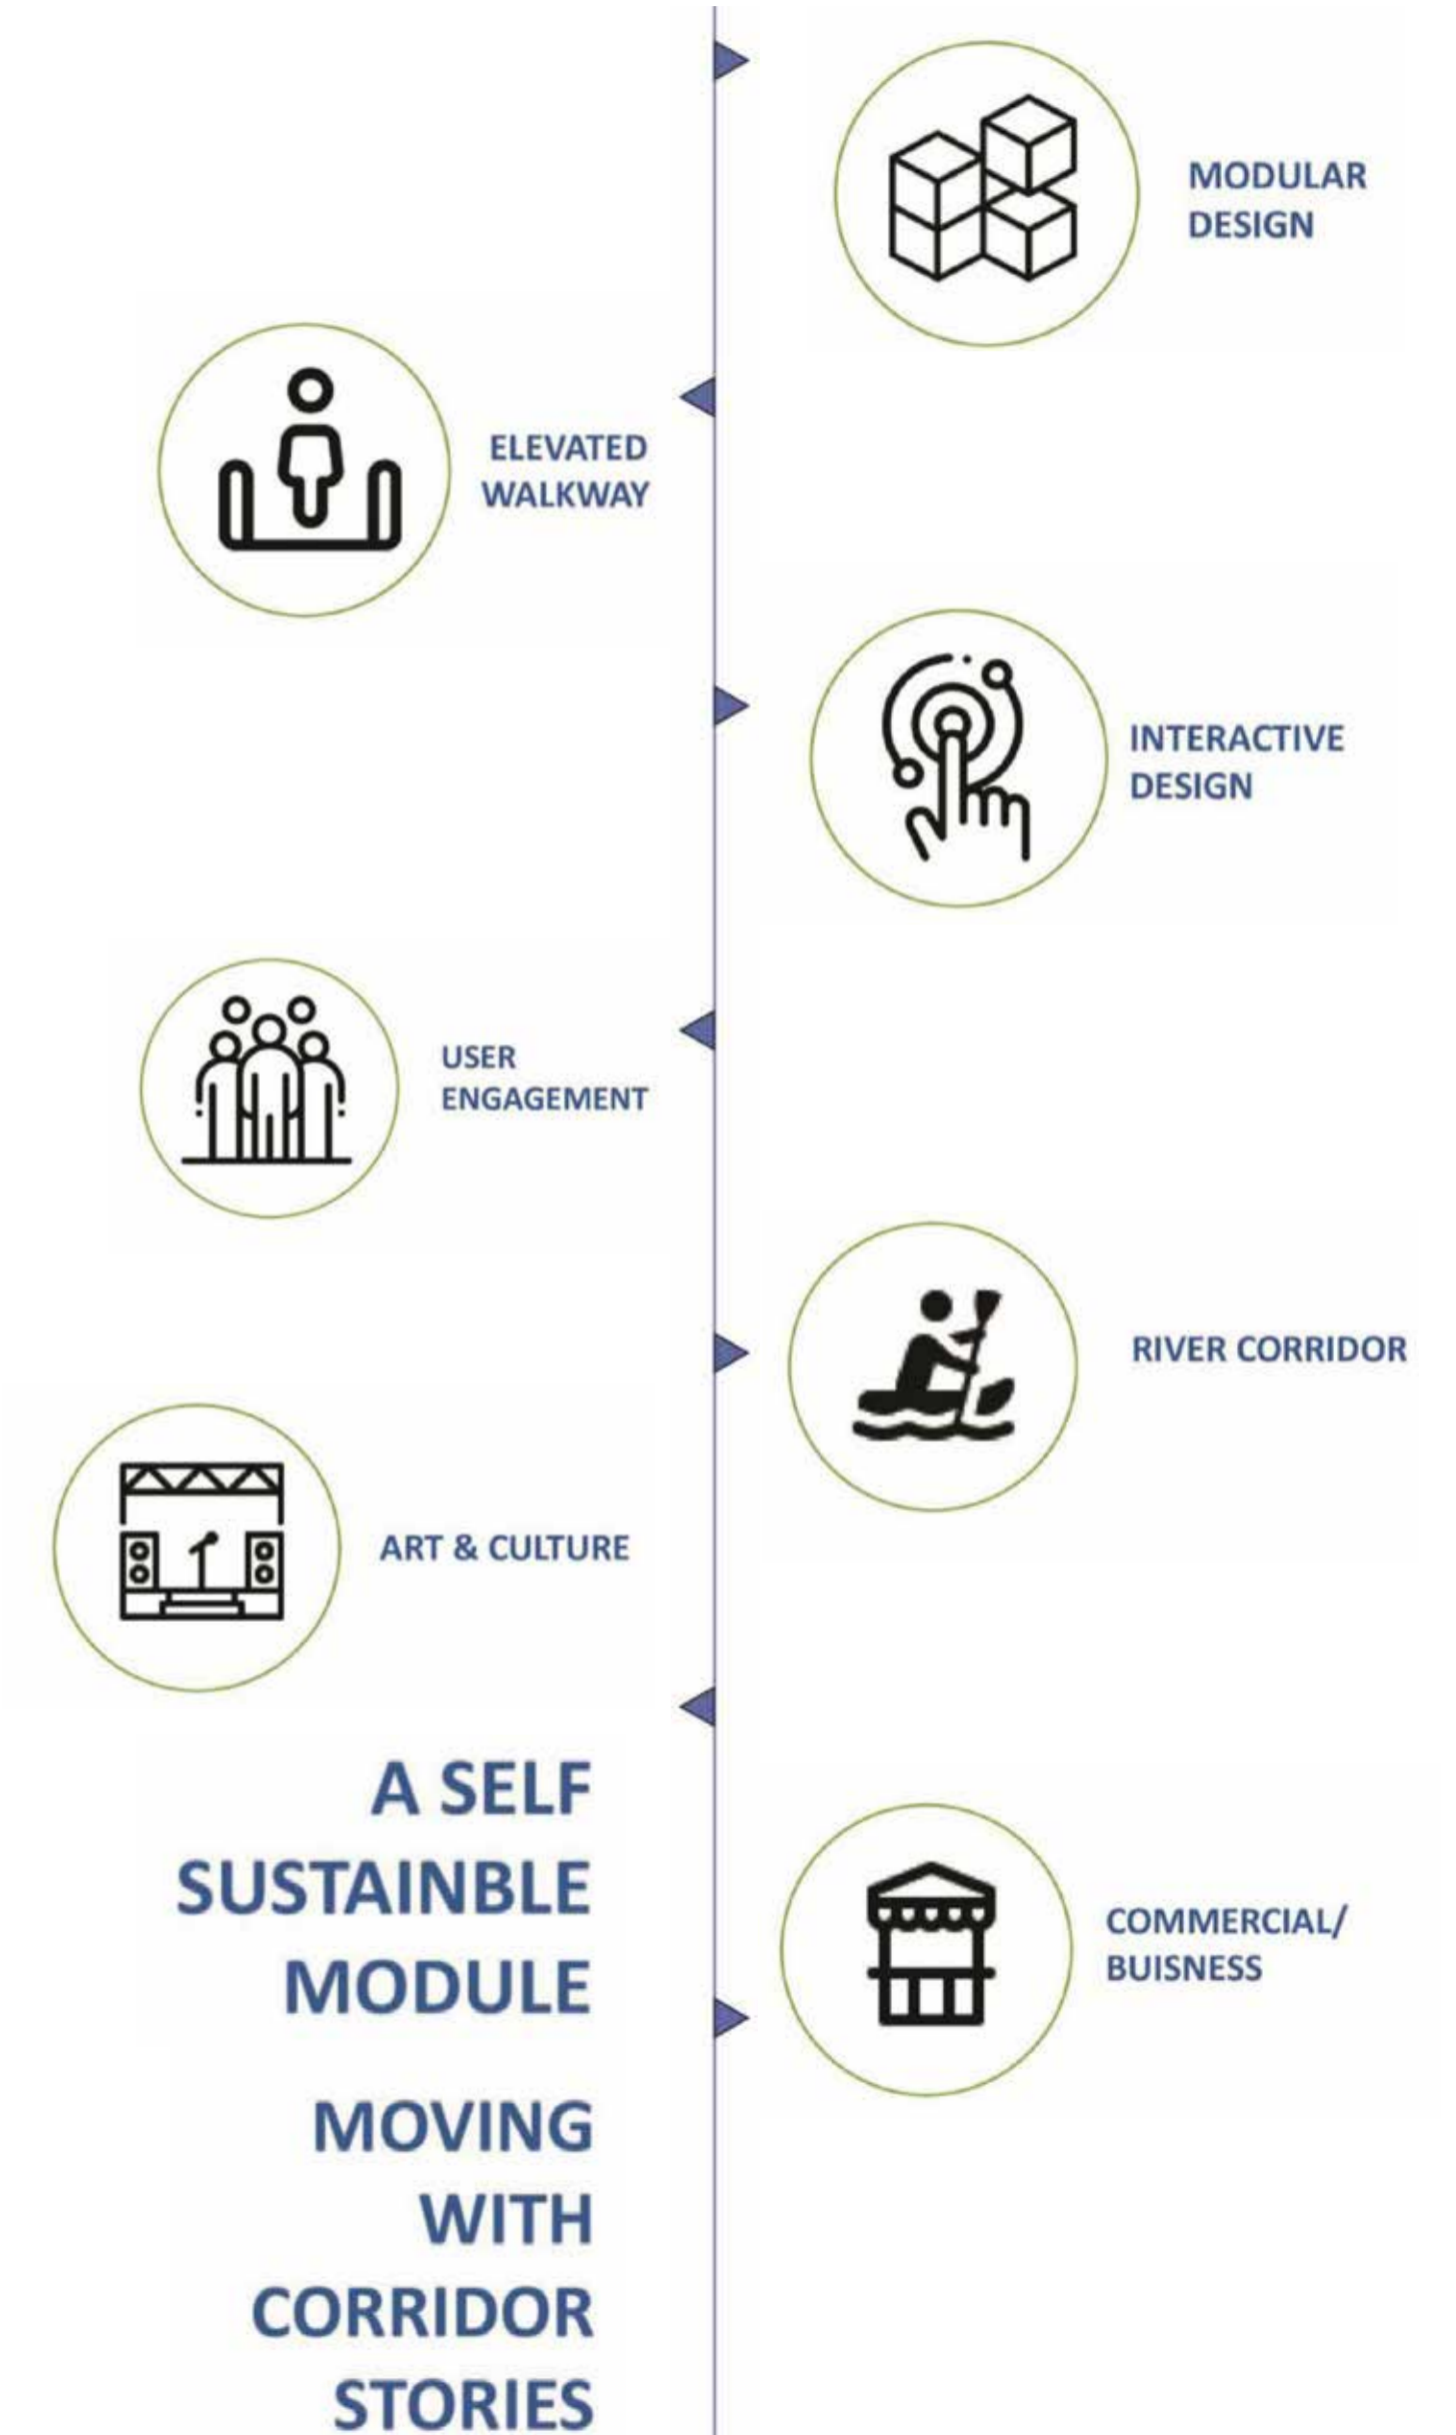 MODULAR
DESIGN
ELEVATED
WALKWAY
INTERACTIVE
DESIGN
USER
ENGAGEMENT
RIVER CORRIDOR
ART & CULTURE
A SELF
SUSTAINBLE
MODULE
COMMERCIAL/
BUISNESS
MOVING
WITH
CORRIDOR
STORIES